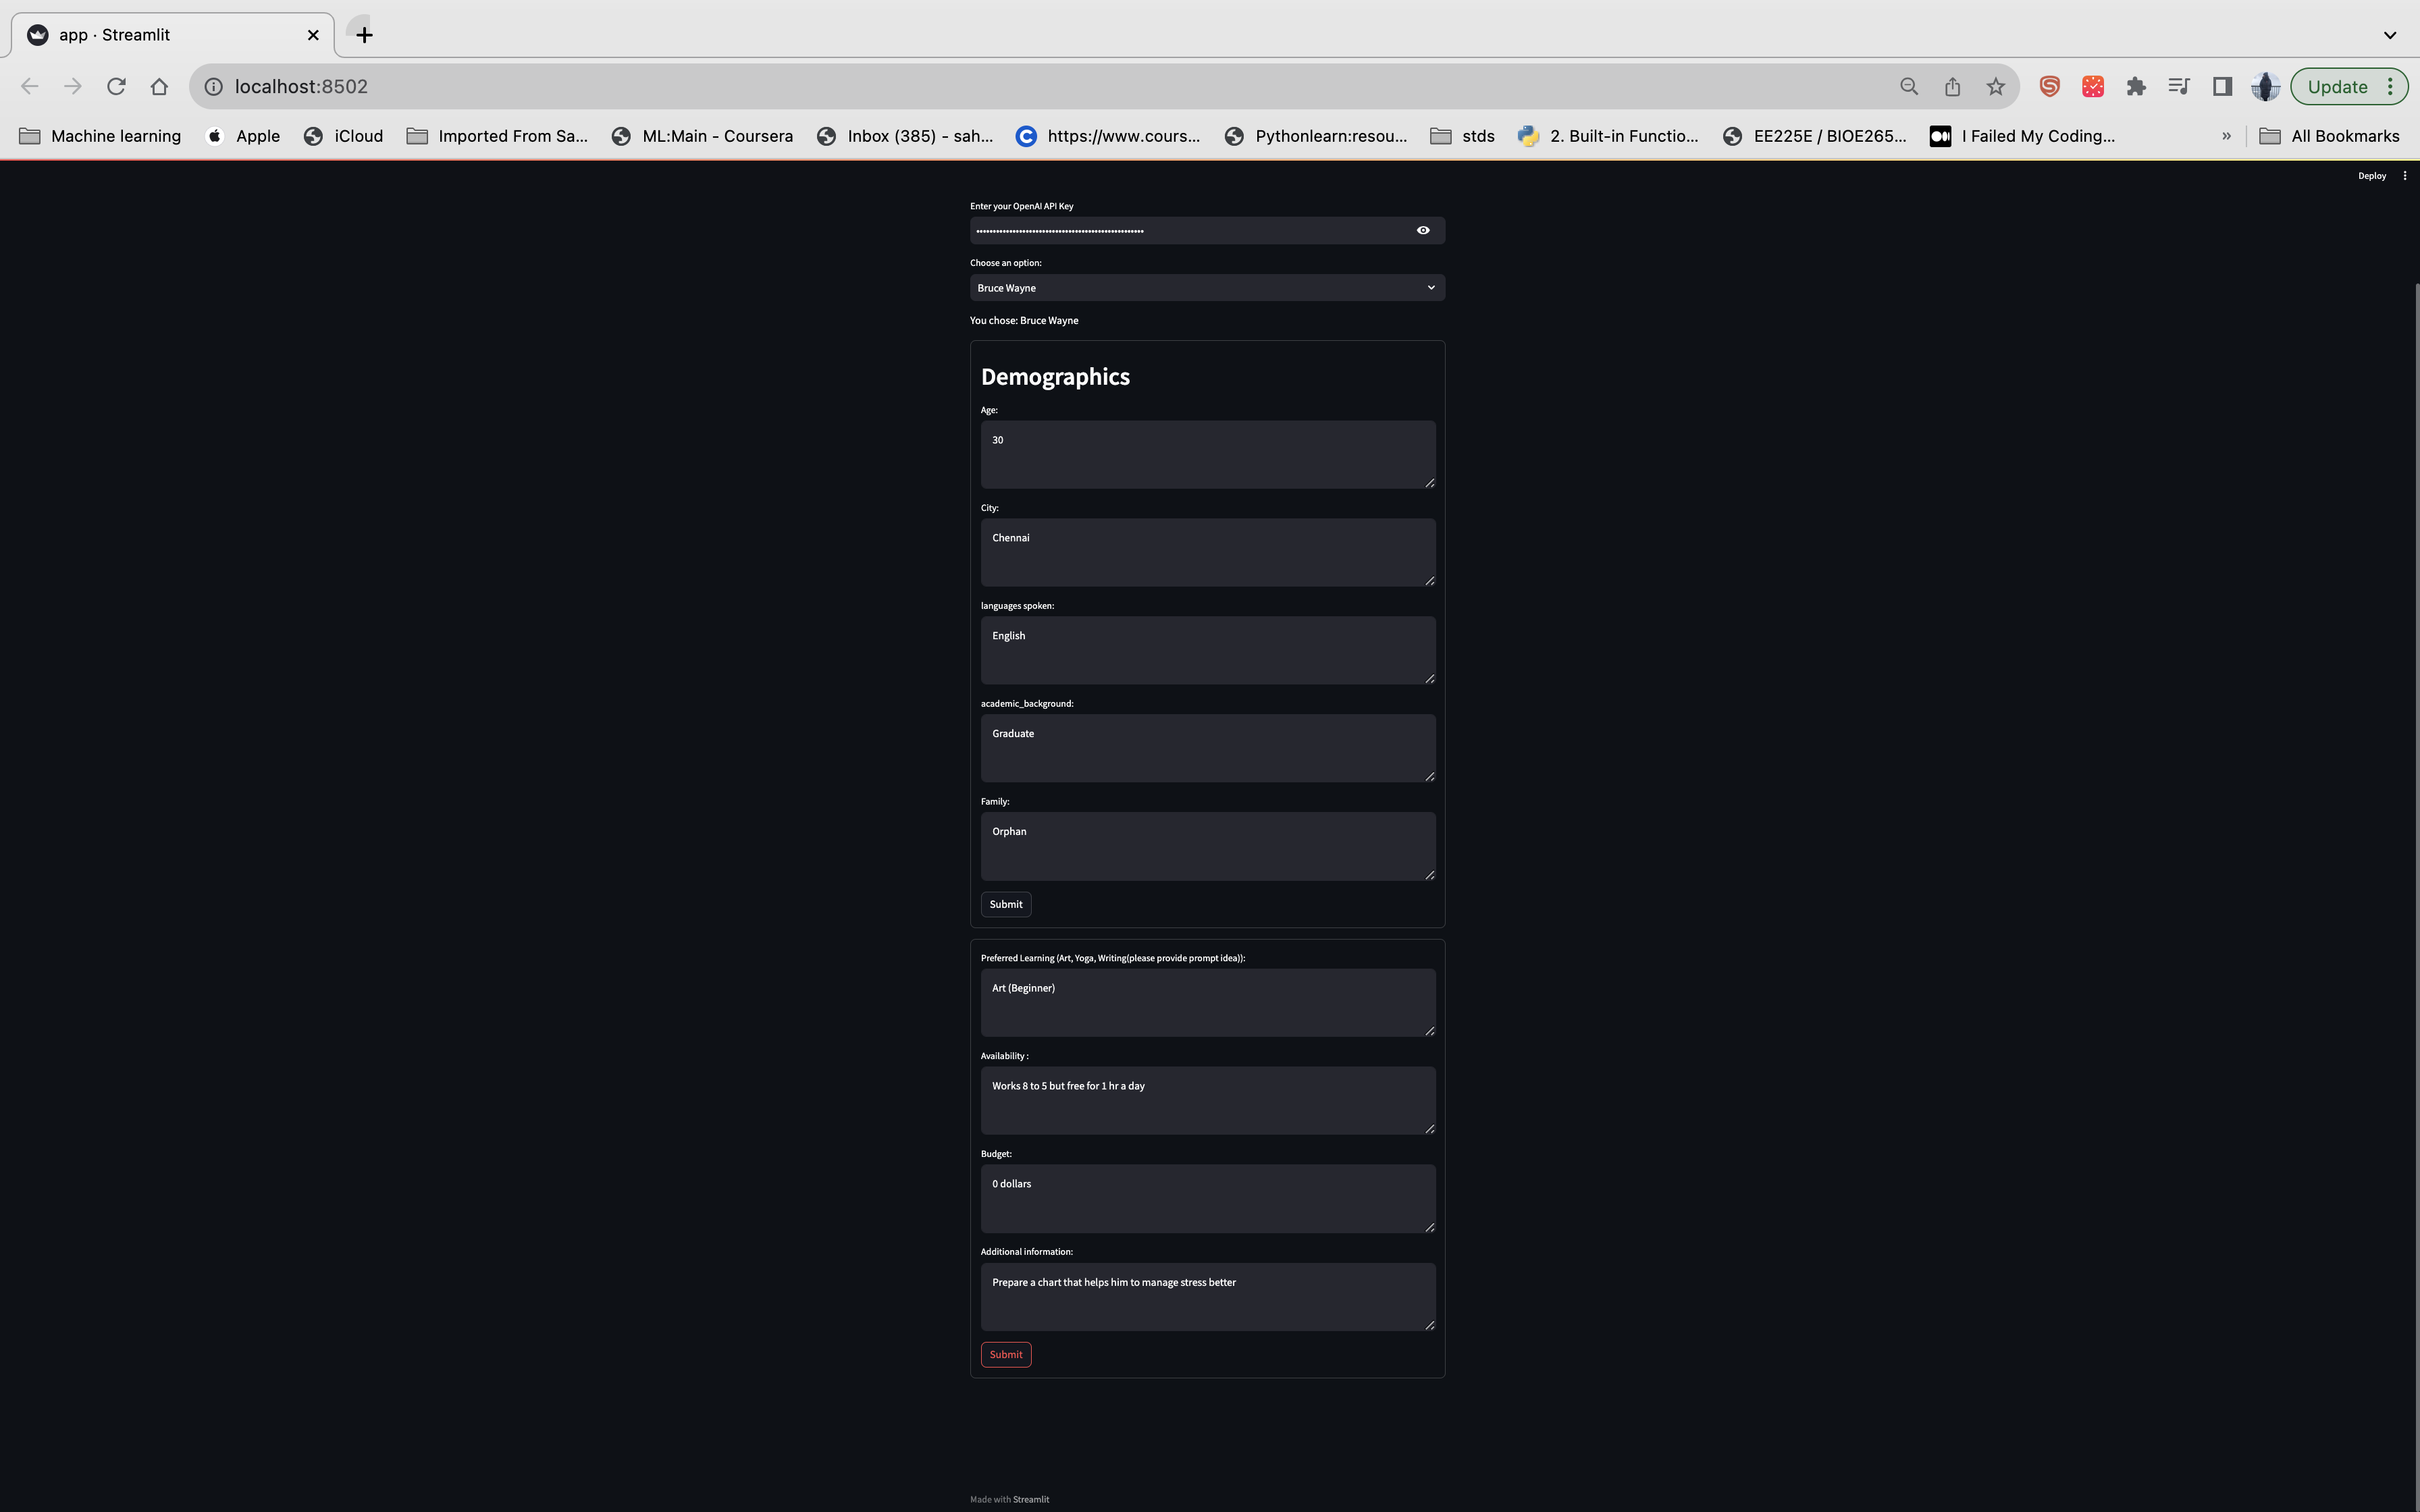 app · Streamlit
localhost:8502
Update
Machine learning
Apple
iCloud
Imported From Sa...
ML:Main - Coursera
Inbox (385) - sah...
https://www.cours...
Pythonlearn:resou...
stds
2. Built-in Functio...
EE225E / BIOE265...
I Failed My Coding...
»
All Bookmarks
Deploy
Enter your OpenAI API Key
Choose an option:
Bruce Wayne
You chose: Bruce Wayne
Demographics
Age:
30
City:
Chennai
languages spoken:
English
academic_background:
Graduate
Family:
Orphan
Submit
Preferred Learning (Art, Yoga, Writing(please provide prompt idea)):
Art (Beginner)
Availability :
Works 8 to 5 but free for 1 hr a day
Budget:
0 dollars
Additional information:
Prepare a chart that helps him to manage stress better
Submit
Made with Streamlit